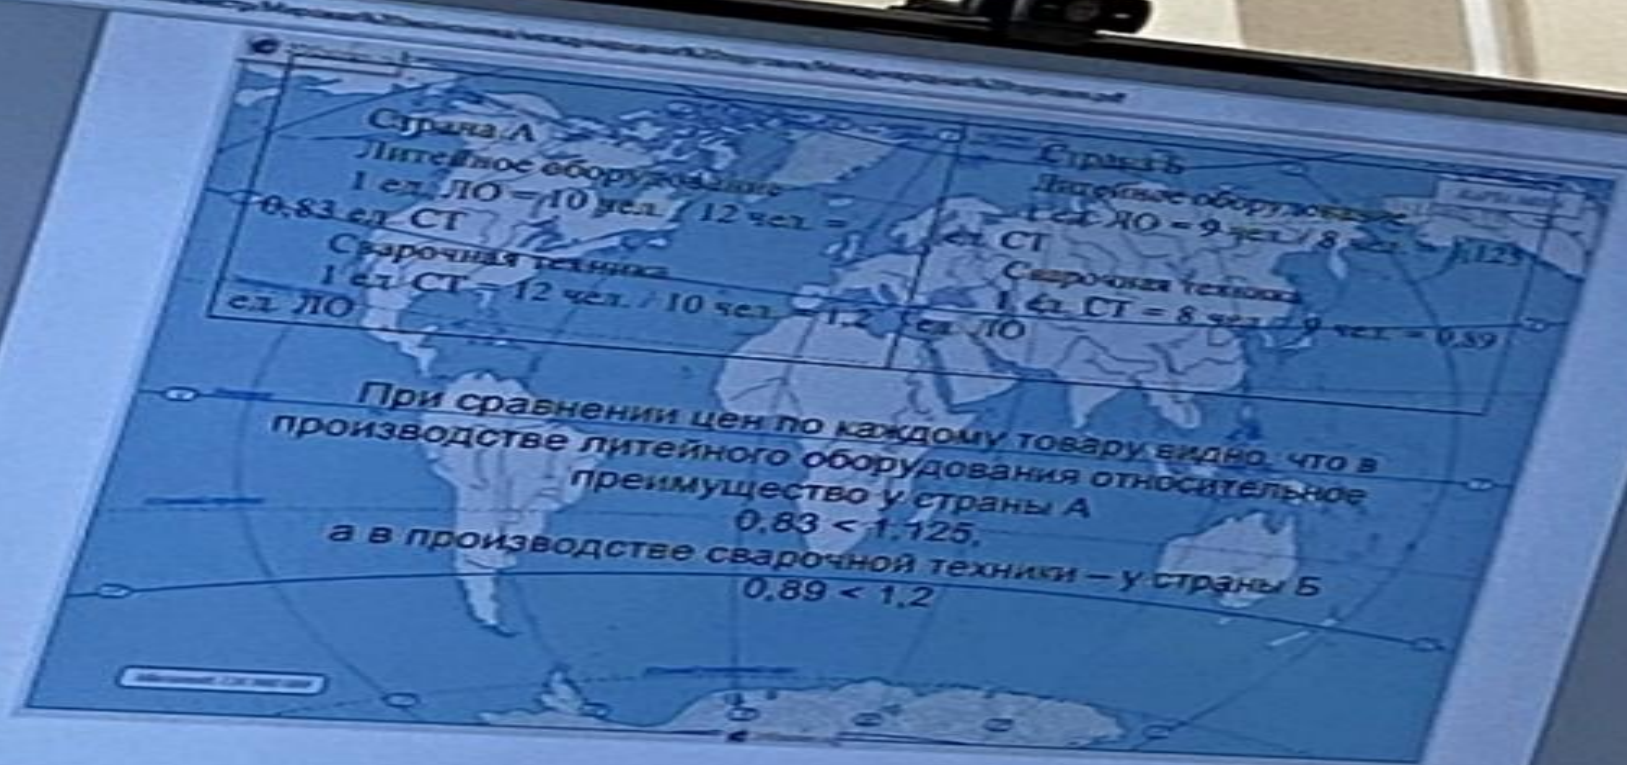 Страна А
Литейное оборудование
1 ед. ЛО = 10 чел. / 12 чел. =
0,83 ед. СТ
Сварочная техника
1 ед. СТ = 12 чел. / 10 чел. = 1,2
ед. ЛО
Страна Б
Литейное оборудование
1 ед. ЛО = 9 чел. / 8 чел. = 1,125
ед. СТ
Сварочная техника
1 ед. СТ = 8 чел. / 9 чел. = 0,89
ед. ЛО
При сравнении цен по каждому товару видно, что в
производстве литейного оборудования относительное
преимущество у страны А
0,83 < 1,125,
а в производстве сварочной техники – у страны Б
0,89 < 1,2